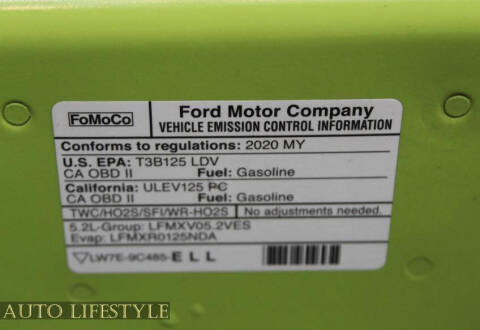 FoMoCo
Ford Motor Company
VEHICLE EMISSION CONTROL INFORMATION
Conforms to regulations: 2020 MY
U.S. EPA: T3B125 LDV
CA OBD II Fuel: Gasoline
California: ULEV125 PC
CA OBD II Fuel: Gasoline
TWC/HO2S/SFI/WR-HO2S No adjustments needed.
5.2L-Group: LFMXV05.2VES
Evap: LFMXR0125NDA
LW7E-9C485-ELL
AUTO LIFESTYLE